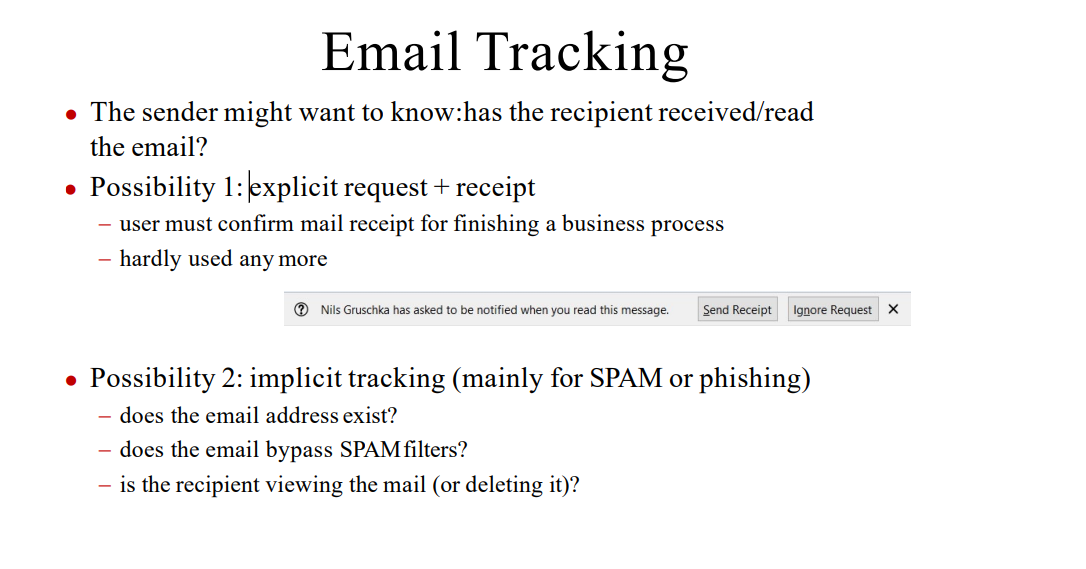 Email Tracking
• The sender might want to know:has the recipient received/read
the email?
• Possibility 1: explicit request + receipt
– user must confirm mail receipt for finishing a business process
– hardly used any more
Nils Gruschka has asked to be notified when you read this message. Send Receipt Ignore Request
• Possibility 2: implicit tracking (mainly for SPAM or phishing)
– does the email address exist?
– does the email bypass SPAM filters?
– is the recipient viewing the mail (or deleting it)?